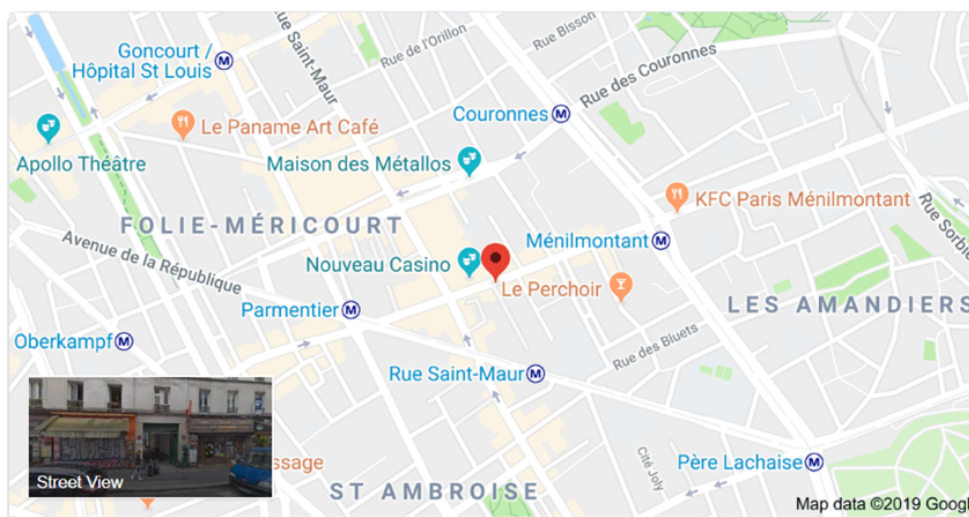 Goncourt /
Hôpital St Louis
Rue Saint-Maur
Rue de l'Orillon
Rue Bisson
Rue des Couronnes
Couronnes
Le Paname Art Café
Apollo Théâtre
Maison des Métallos
KFC Paris Ménilmontant
Rue Sorbie
FOLIE-MÉRICOURT
Avenue de la République
Nouveau Casino
Ménilmontant
Le Perchoir
LES AMANDIERS
Parmentier
Oberkampf
Rue des Bluets
Rue Saint-Maur
Street View
ssage
Cité Joly
Père Lachaise
ST AMBROISE
Map data ©2019 Googl